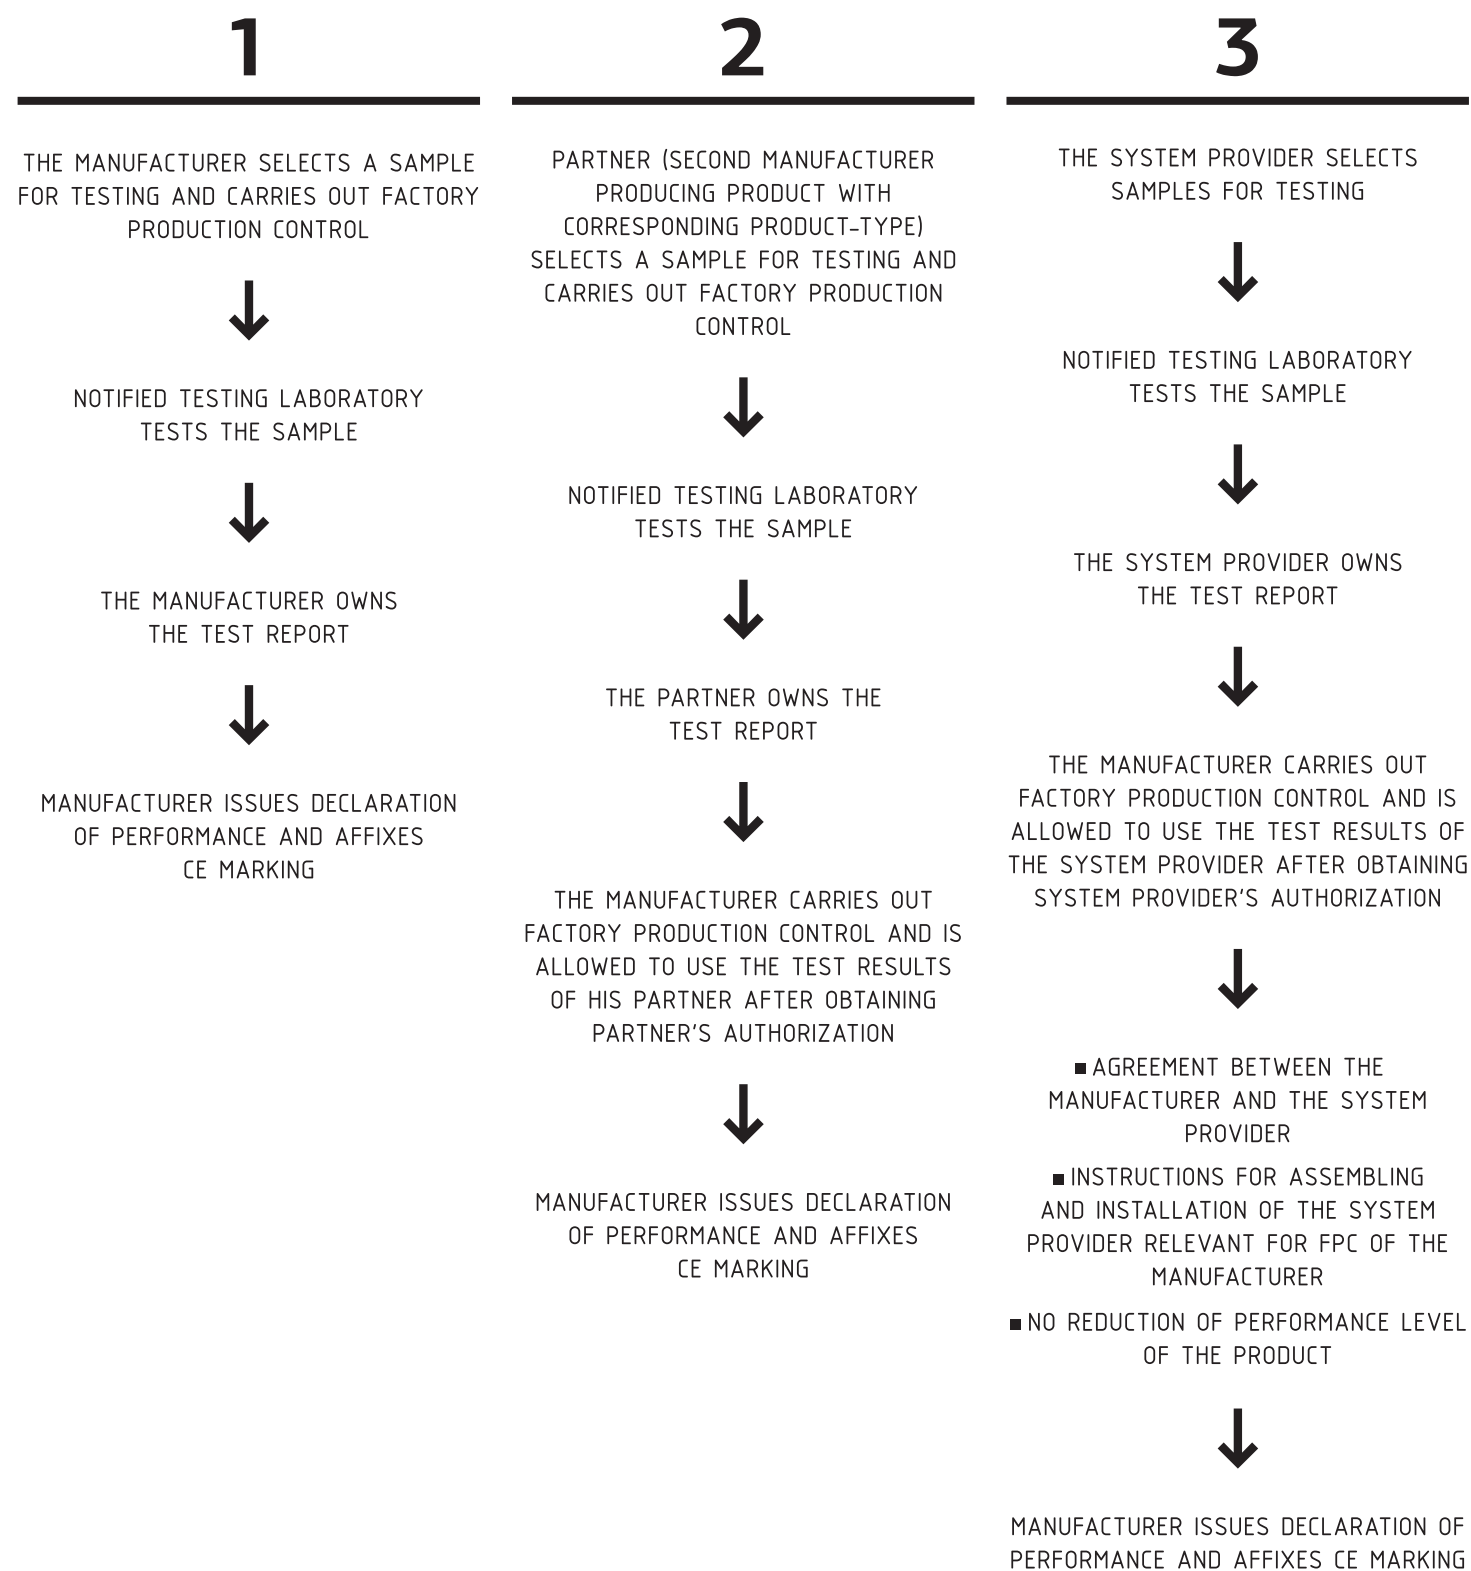 1
THE MANUFACTURER SELECTS A SAMPLE
FOR TESTING AND CARRIES OUT FACTORY
PRODUCTION CONTROL
NOTIFIED TESTING LABORATORY
TESTS THE SAMPLE
THE MANUFACTURER OWNS
THE TEST REPORT
MANUFACTURER ISSUES DECLARATION
OF PERFORMANCE AND AFFIXES
CE MARKING
2
PARTNER (SECOND MANUFACTURER
PRODUCING PRODUCT WITH
CORRESPONDING PRODUCT-TYPE)
SELECTS A SAMPLE FOR TESTING AND
CARRIES OUT FACTORY PRODUCTION
CONTROL
NOTIFIED TESTING LABORATORY
TESTS THE SAMPLE
THE PARTNER OWNS THE
TEST REPORT
THE MANUFACTURER CARRIES OUT
FACTORY PRODUCTION CONTROL AND IS
ALLOWED TO USE THE TEST RESULTS
OF HIS PARTNER AFTER OBTAINING
PARTNER'S AUTHORIZATION
MANUFACTURER ISSUES DECLARATION
OF PERFORMANCE AND AFFIXES
CE MARKING
3
THE SYSTEM PROVIDER SELECTS
SAMPLES FOR TESTING
NOTIFIED TESTING LABORATORY
TESTS THE SAMPLE
THE SYSTEM PROVIDER OWNS
THE TEST REPORT
THE MANUFACTURER CARRIES OUT
FACTORY PRODUCTION CONTROL AND IS
ALLOWED TO USE THE TEST RESULTS OF
THE SYSTEM PROVIDER AFTER OBTAINING
SYSTEM PROVIDER'S AUTHORIZATION
■ AGREEMENT BETWEEN THE
MANUFACTURER AND THE SYSTEM
PROVIDER
■ INSTRUCTIONS FOR ASSEMBLING
AND INSTALLATION OF THE SYSTEM
PROVIDER RELEVANT FOR FPC OF THE
MANUFACTURER
■ NO REDUCTION OF PERFORMANCE LEVEL
OF THE PRODUCT
MANUFACTURER ISSUES DECLARATION OF
PERFORMANCE AND AFFIXES CE MARKING